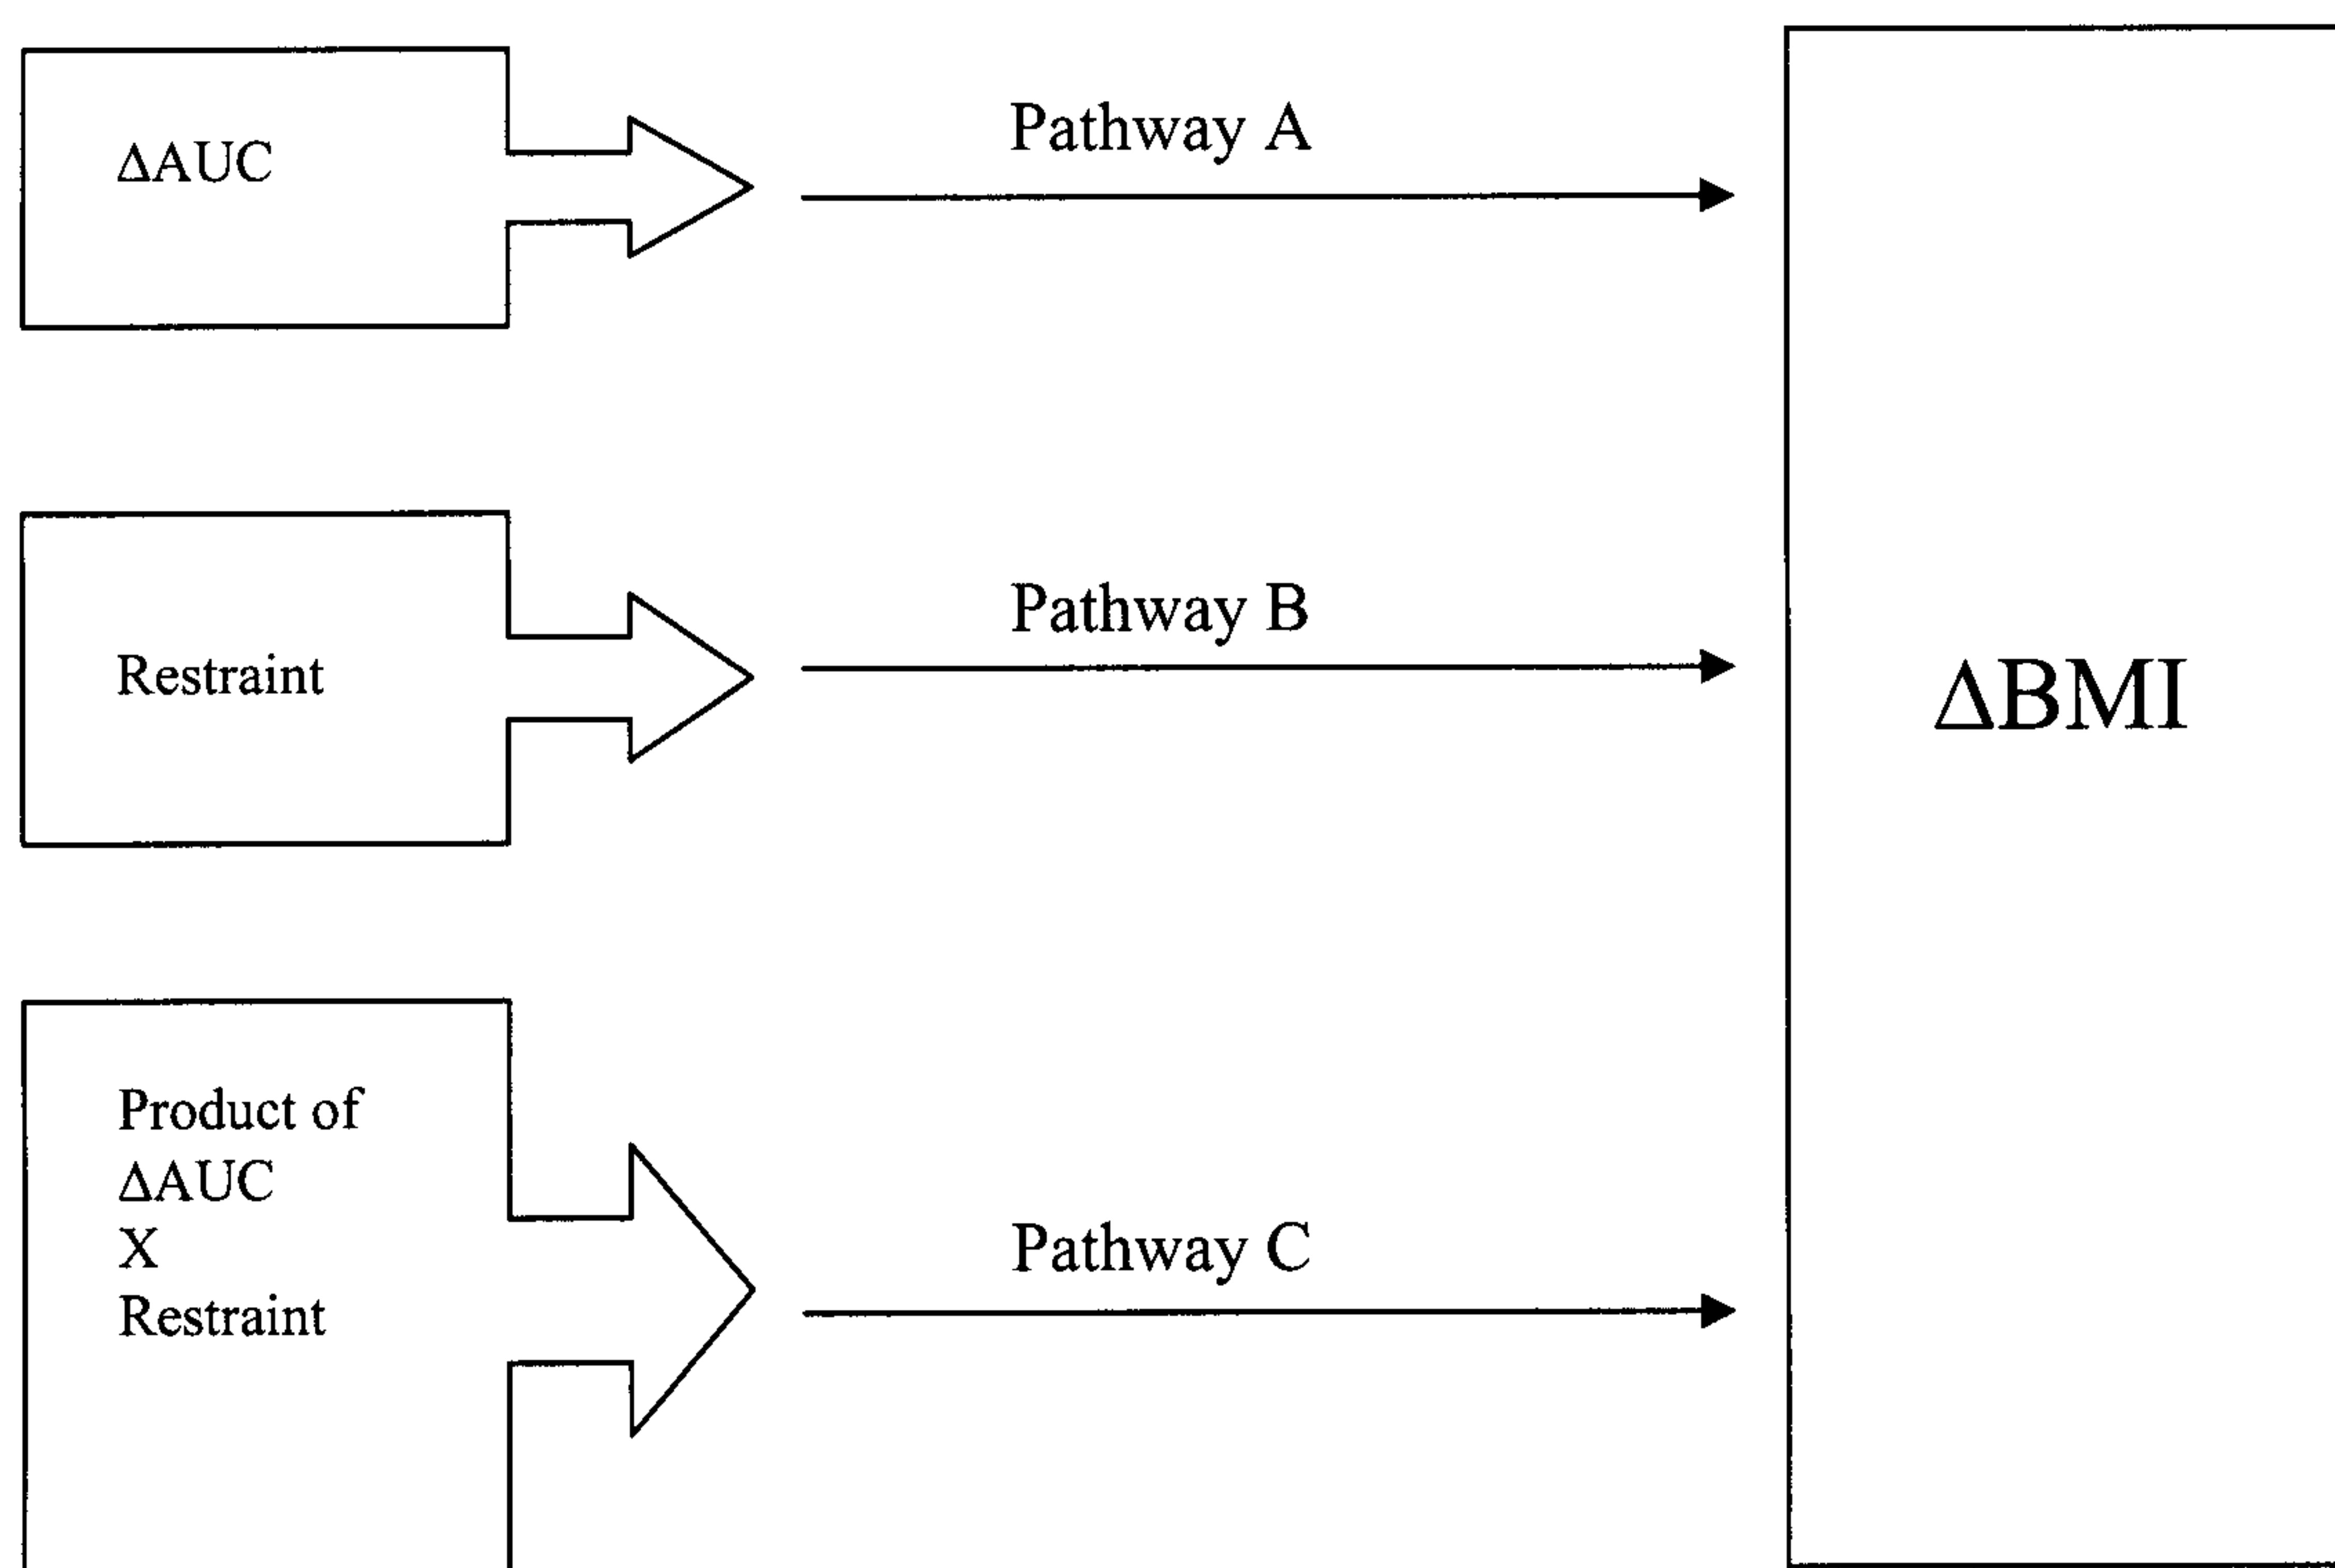 ΔAUC
Pathway A
Restraint
Pathway B
ΔBMI
Product of
ΔAUC
X
Restraint
Pathway C